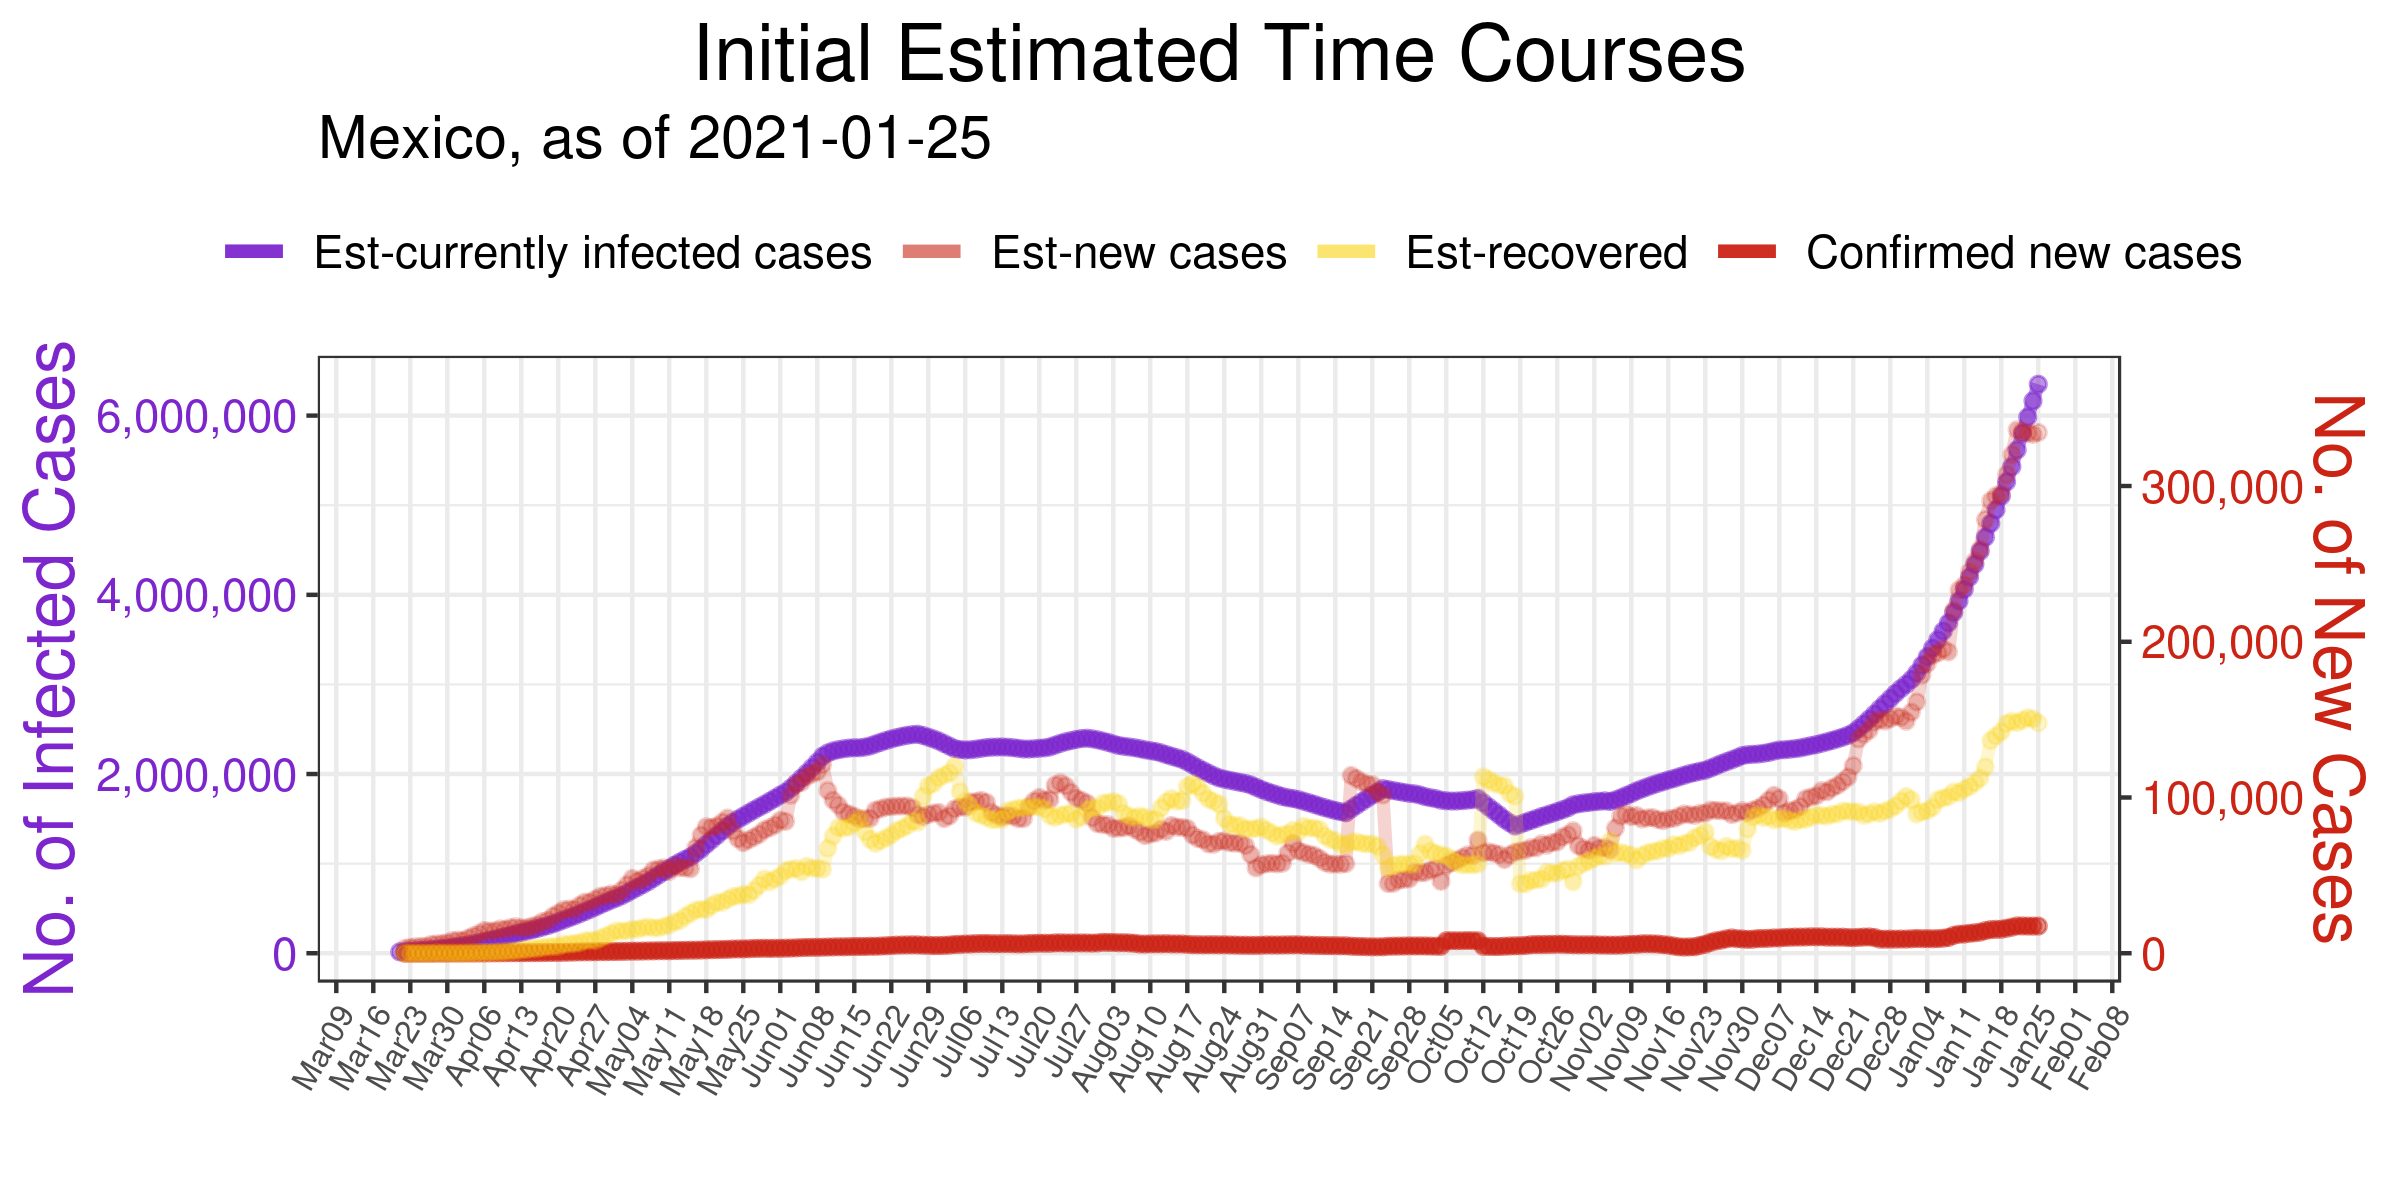 Initial Estimated Time Courses
Mexico, as of 2021-01-25
Est-currently infected cases Est-new cases Est-recovered Confirmed new cases
No. of Infected Cases
6,000,000
4,000,000
2,000,000
0
No. of New Cases
300,000
200,000
100,000
0
Mar09 Mar16 Mar23 Mar30 Apr06 Apr13 Apr20 Apr27 May04 May11 May18 May25 Jun01 Jun08 Jun15 Jun22 Jun29 Jul06 Jul13 Jul20 Jul27 Aug03 Aug10 Aug17 Aug24 Aug31 Sep07 Sep14 Sep21 Sep28 Oct05 Oct12 Oct19 Oct26 Nov02 Nov09 Nov16 Nov23 Nov30 Dec07 Dec14 Dec21 Dec28 Jan04 Jan11 Jan18 Jan25 Feb01 Feb08